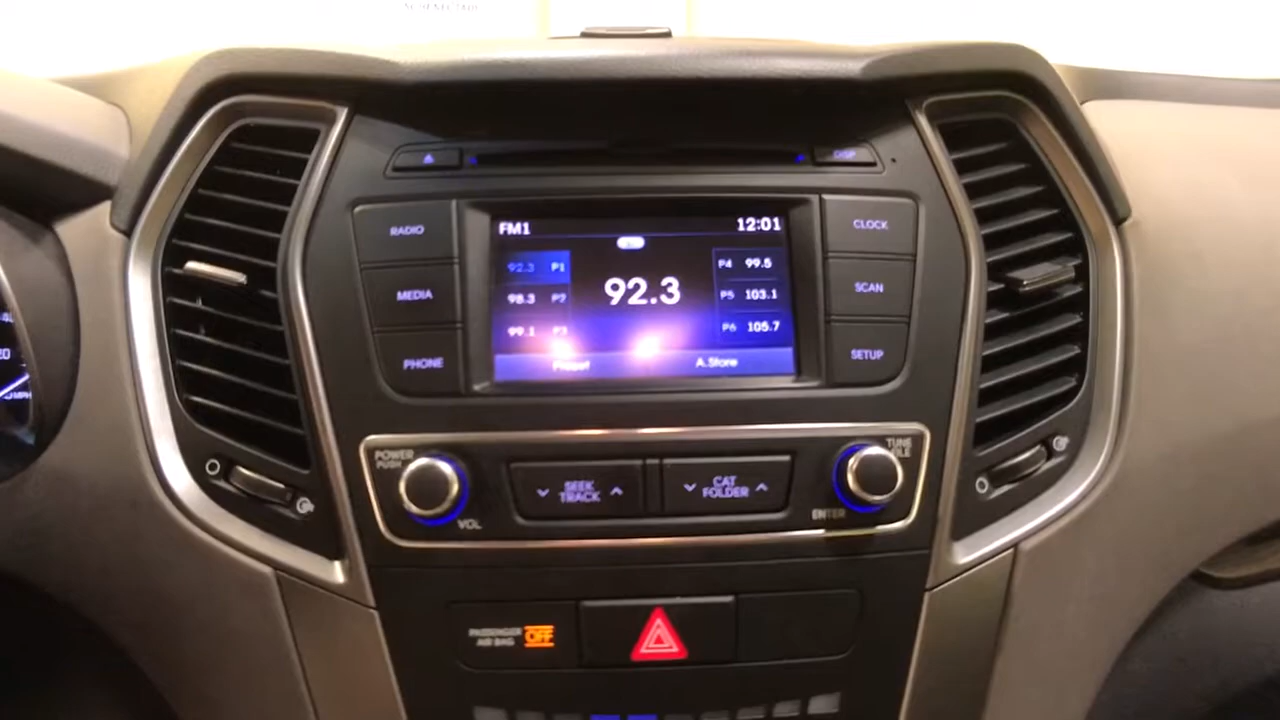 DISP
RADIO
MEDIA
PHONE
FM1
12:01
92.3 P1
98.3 P2
99.1 P3
92.3
P4 99.5
P5 103.1
P6 105.7
Preset
A.Store
CLOCK
SCAN
SETUP
POWER
PUSH
VOL
SEEK
TRACK
CAT
FOLDER
TUNE
FILE
ENTER
PASSENGER
AIR BAG
OFF